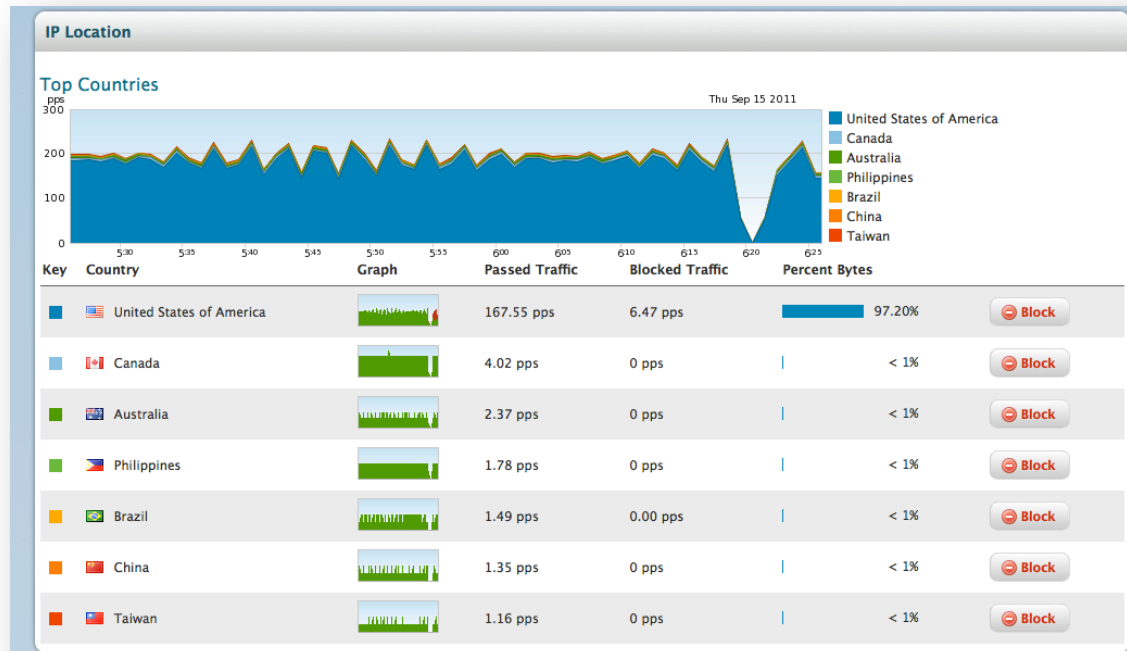 IP Location
Top Countries
pps
Thu Sep 15 2011
300
200
100
0
5:30 5:35 5:40 5:45 5:50 5:55 6:00 6:05 6:10 6:15 6:20 6:25
United States of America
Canada
Australia
Philippines
Brazil
China
Taiwan
Key Country Graph Passed Traffic Blocked Traffic Percent Bytes
United States of America 167.55 pps 6.47 pps 97.20% Block
Canada 4.02 pps 0 pps < 1% Block
Australia 2.37 pps 0 pps < 1% Block
Philippines 1.78 pps 0 pps < 1% Block
Brazil 1.49 pps 0.00 pps < 1% Block
China 1.35 pps 0 pps < 1% Block
Taiwan 1.16 pps 0 pps < 1% Block